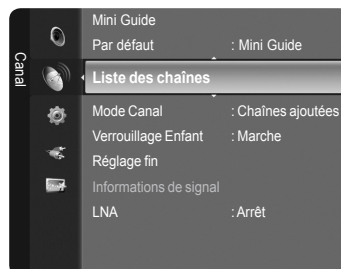 Canal
Mini Guide
Par défaut : Mini Guide
Liste des chaînes
Mode Canal : Chaînes ajoutées
Verrouillage Enfant : Marche
Réglage fin
Informations de signal
LNA : Arrêt